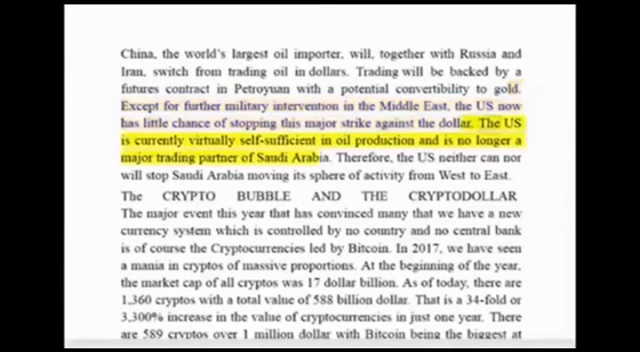 China, the world's largest oil importer, will, together with Russia and
Iran, switch from trading oil in dollars. Trading will be backed by a
futures contract in Petroyuan with a potential convertibility to gold.
Except for further military intervention in the Middle East, the US now
has little chance of stopping this major strike against the dollar. The US
is currently virtually self-sufficient in oil production and is no longer a
major trading partner of Saudi Arabia. Therefore, the US neither can nor
will stop Saudi Arabia moving its sphere of activity from West to East.
The CRYPTO BUBBLE AND THE CRYPTODOLLAR
The major event this year that has convinced many that we have a new
currency system which is controlled by no country and no central bank
is of course the Cryptocurrencies led by Bitcoin. In 2017, we have seen
a mania in cryptos of massive proportions. At the beginning of the year,
the market cap of all cryptos was 17 dollar billion. As of today, there are
1,360 cryptos with a total value of 588 billion dollar. That is a 34-fold or
3,300% increase in the value of cryptocurrencies in just one year. There
are 589 cryptos over 1 million dollar with Bitcoin being the biggest at